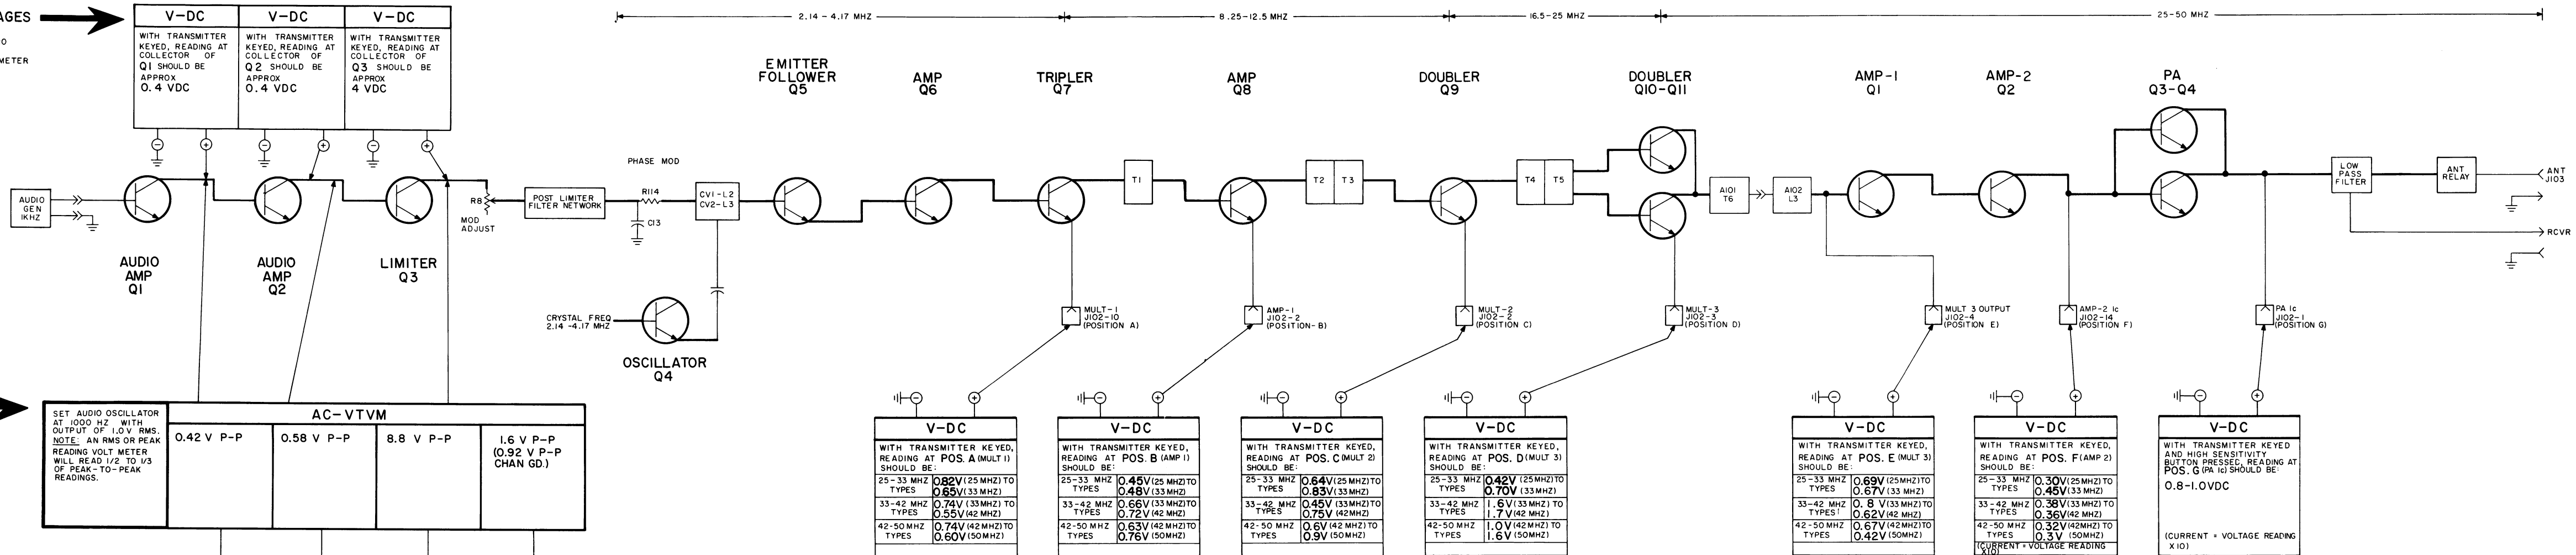 AGES
O
METER
V-DC
WITH TRANSMITTER
KEYED, READING AT
COLLECTOR OF
Q1 SHOULD BE
APPROX
0.4 VDC
V-DC
WITH TRANSMITTER
KEYED, READING AT
COLLECTOR OF
Q2 SHOULD BE
APPROX
0.4 VDC
V-DC
WITH TRANSMITTER
KEYED, READING AT
COLLECTOR OF
Q3 SHOULD BE
APPROX
4 VDC
2.14 - 4.17 MHZ
8.25-12.5 MHZ
16.5-25 MHZ
25-50 MHZ
EMITTER
FOLLOWER
Q5
AMP
Q6
TRIPLER
Q7
AMP
Q8
DOUBLER
Q9
DOUBLER
Q10-Q11
AMP-1
Q1
AMP-2
Q2
PA
Q3-Q4
AUDIO
GEN
1KHZ
AUDIO
AMP
Q1
AUDIO
AMP
Q2
LIMITER
Q3
R8
MOD
ADJUST
POST LIMITER
FILTER NETWORK
PHASE MOD
R114
C13
CV1-L2
CV2-L3
CRYSTAL FREQ
2.14 -4.17 MHZ
OSCILLATOR
Q4
T1
T2
T3
T4
T5
A101
T6
A102
L3
LOW
PASS
FILTER
ANT
RELAY
ANT
J103
RCVR
MULT-1
J102-10
(POSITION A)
AMP-1
J102-2
(POSITION-B)
MULT-2
J102-2
(POSITION C)
MULT-3
J102-3
(POSITION D)
MULT 3 OUTPUT
J102-4
(POSITION E)
AMP-2 Ic
J102-14
(POSITION F)
PA Ic
J102-1
(POSITION G)
SET AUDIO OSCILLATOR
AT 1000 HZ WITH
OUTPUT OF 1.0 V RMS.
NOTE: AN RMS OR PEAK
READING VOLT METER
WILL READ 1/2 TO 1/3
OF PEAK-TO-PEAK
READINGS.
AC-VTVM
0.42 V P-P
0.58 V P-P
8.8 V P-P
1.6 V P-P
(0.92 V P-P
CHAN GD.)
V-DC
WITH TRANSMITTER KEYED,
READING AT POS. A (MULT 1)
SHOULD BE:
25-33 MHZ TYPES 0.82V (25 MHZ) TO 0.65V (33 MHZ)
33-42 MHZ TYPES 0.74V (33 MHZ) TO 0.55V (42 MHZ)
42-50 MHZ TYPES 0.74V (42 MHZ) TO 0.60V (50 MHZ)
V-DC
WITH TRANSMITTER KEYED,
READING AT POS. B (AMP 1)
SHOULD BE:
25-33 MHZ TYPES 0.45V (25 MHZ) TO 0.48V (33 MHZ)
33-42 MHZ TYPES 0.66V (33 MHZ) TO 0.72V (42 MHZ)
42-50 MHZ TYPES 0.63V (42 MHZ) TO 0.76V (50 MHZ)
V-DC
WITH TRANSMITTER KEYED,
READING AT POS. C (MULT 2)
SHOULD BE:
25-33 MHZ TYPES 0.64V (25 MHZ) TO 0.83V (33 MHZ)
33-42 MHZ TYPES 0.45V (33 MHZ) TO 0.75V (42 MHZ)
42-50 MHZ TYPES 0.6V (42 MHZ) TO 0.9V (50 MHZ)
V-DC
WITH TRANSMITTER KEYED,
READING AT POS. D (MULT 3)
SHOULD BE:
25-33 MHZ TYPES 0.42V (25 MHZ) TO 0.70V (33 MHZ)
33-42 MHZ TYPES 1.6V (33 MHZ) TO 1.7V (42 MHZ)
42-50 MHZ TYPES 1.0V (42 MHZ) TO 1.6V (50 MHZ)
V-DC
WITH TRANSMITTER KEYED,
READING AT POS. E (MULT 3)
SHOULD BE:
25-33 MHZ TYPES 0.69V (25 MHZ) TO 0.67V (33 MHZ)
33-42 MHZ TYPES 0.8 V (33 MHZ) TO 0.62V (42 MHZ)
42-50 MHZ TYPES 0.67V (42 MHZ) TO 0.42V (50 MHZ)
V-DC
WITH TRANSMITTER KEYED,
READING AT POS. F (AMP 2)
SHOULD BE:
25-33 MHZ TYPES 0.30V (25 MHZ) TO 0.45V (33 MHZ)
33-42 MHZ TYPES 0.38V (33 MHZ) TO 0.36V (42 MHZ)
42-50 MHZ TYPES 0.32V (42 MHZ) TO 0.3V (50 MHZ)
(CURRENT = VOLTAGE READING
X10)
V-DC
WITH TRANSMITTER KEYED
AND HIGH SENSITIVITY
BUTTON PRESSED, READING AT
POS. G (PA Ic) SHOULD BE:
0.8-1.0VDC
(CURRENT = VOLTAGE READING
X10)